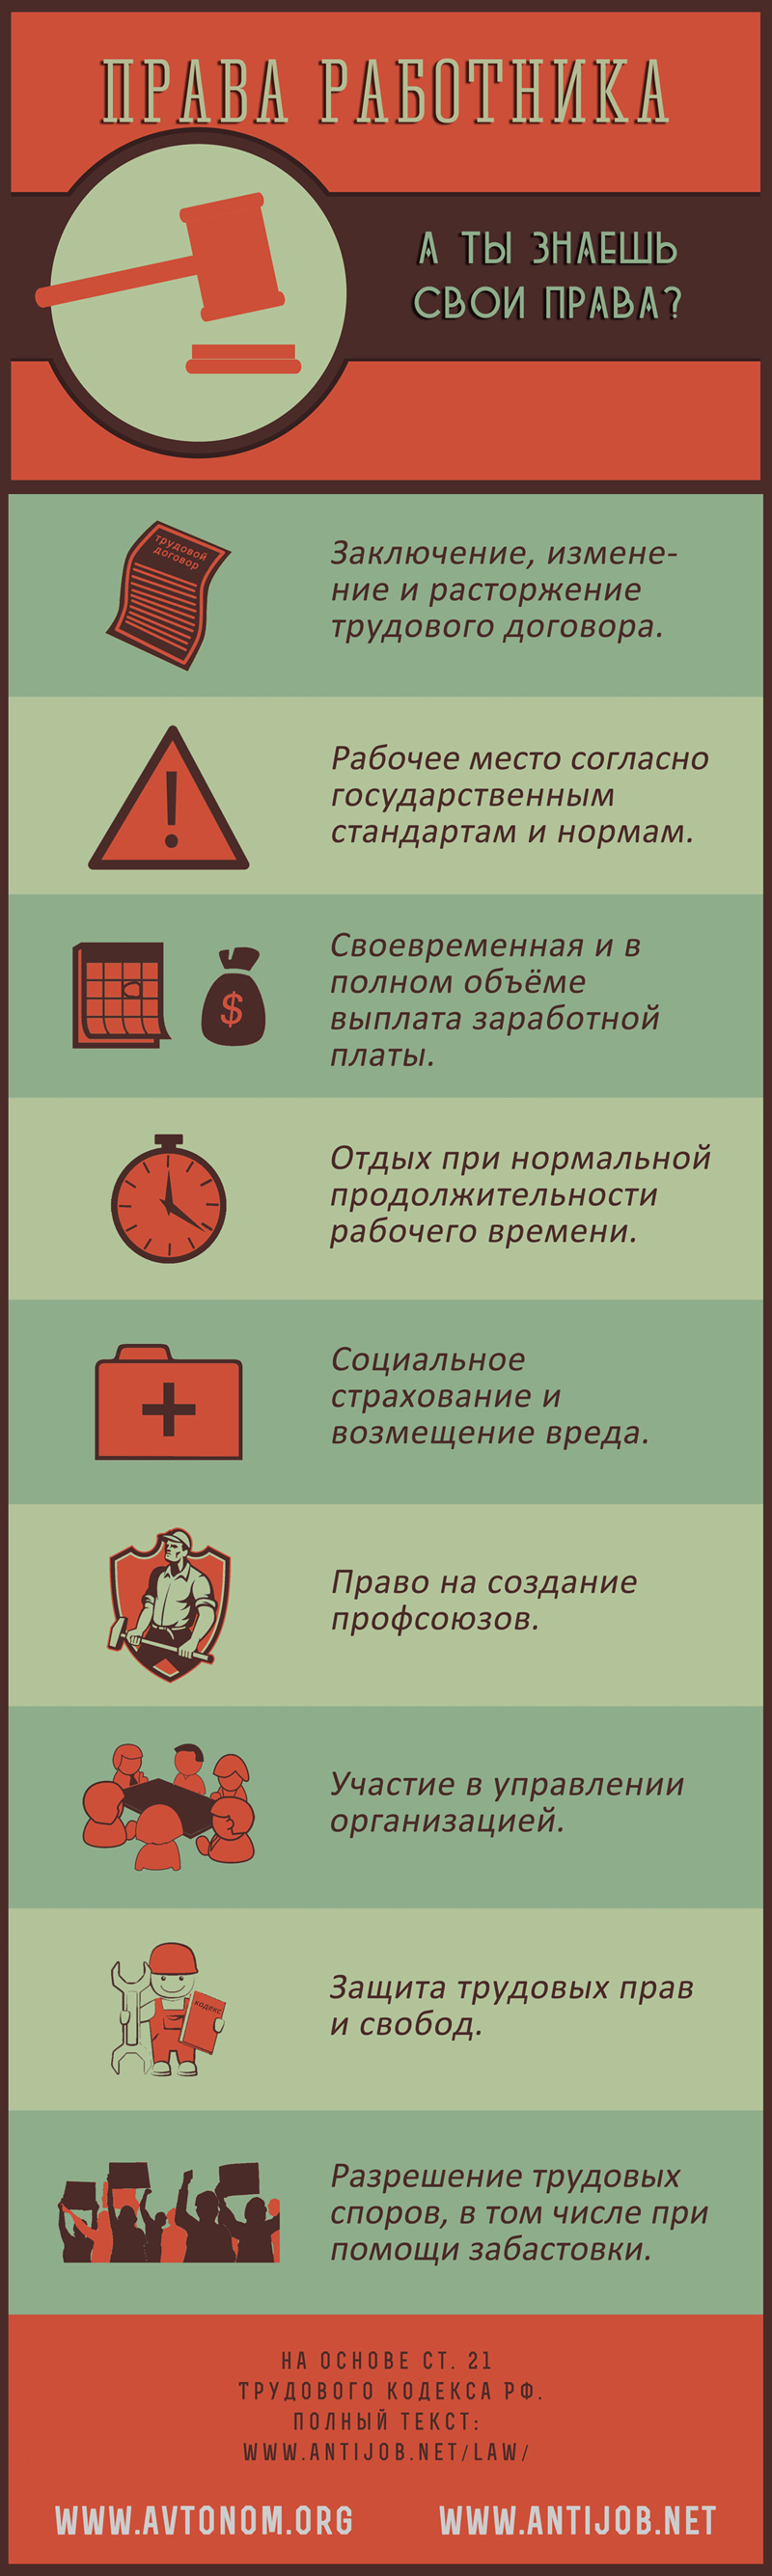 ПРАВА РАБОТНИКА
А ТЫ ЗНАЕШЬ
СВОИ ПРАВА?
трудовой
договор
Заключение, измене-
ние и расторжение
трудового договора.
!
Рабочее место согласно
государственным
стандартам и нормам.
$
Своевременная и в
полном объёме
выплата заработной
платы.
Отдых при нормальной
продолжительности
рабочего времени.
Социальное
страхование и
возмещение вреда.
Право на создание
профсоюзов.
Участие в управлении
организацией.
кодекс
Защита трудовых прав
и свобод.
Разрешение трудовых
споров, в том числе при
помощи забастовки.
НА ОСНОВЕ СТ. 21
ТРУДОВОГО КОДЕКСА РФ.
ПОЛНЫЙ ТЕКСТ:
WWW.ANTIJOB.NET/LAW/
WWW.AVTONOM.ORG
WWW.ANTIJOB.NET